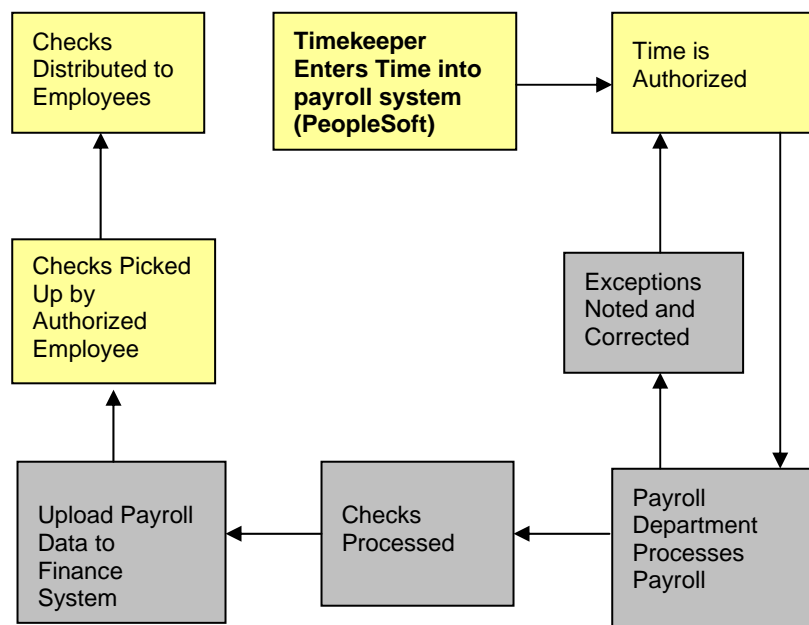 Checks
Distributed to
Employees
Timekeeper
Enters Time into
payroll system
(PeopleSoft)
Time is
Authorized
Checks Picked
Up by
Authorized
Employee
Exceptions
Noted and
Corrected
Upload Payroll
Data to
Finance
System
Checks
Processed
Payroll
Department
Processes
Payroll